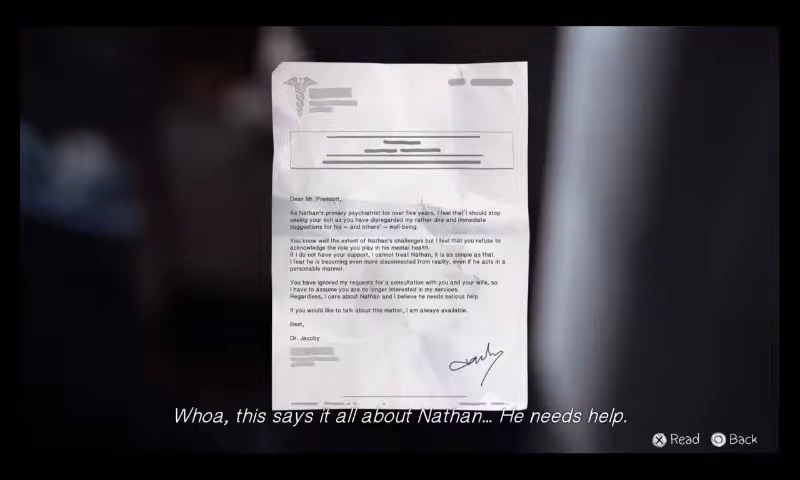 Dear Mr. Prescott,
As Nathan's primary psychiatrist for over five years, I feel that I should stop
seeing your son as you have disregarded my rather dire and immediate
suggestions for his - and others' - well-being.
You know well the extent of Nathan's challenges but I feel that you refuse to
acknowledge the role you play in his mental health.
If I do not have your support, I cannot treat Nathan, it is as simple as that.
I fear he is becoming even more disconnected from reality, even if he acts in a
personable manner.
You have ignored my requests for a consultation with you and your wife, so
I have to assume you are no longer interested in my services.
Regardless, I care about Nathan and I believe he needs serious help.
If you would like to talk about this matter, I am always available.
Best,
Dr. Jacoby
Whoa, this says it all about Nathan... He needs help.
Read
Back